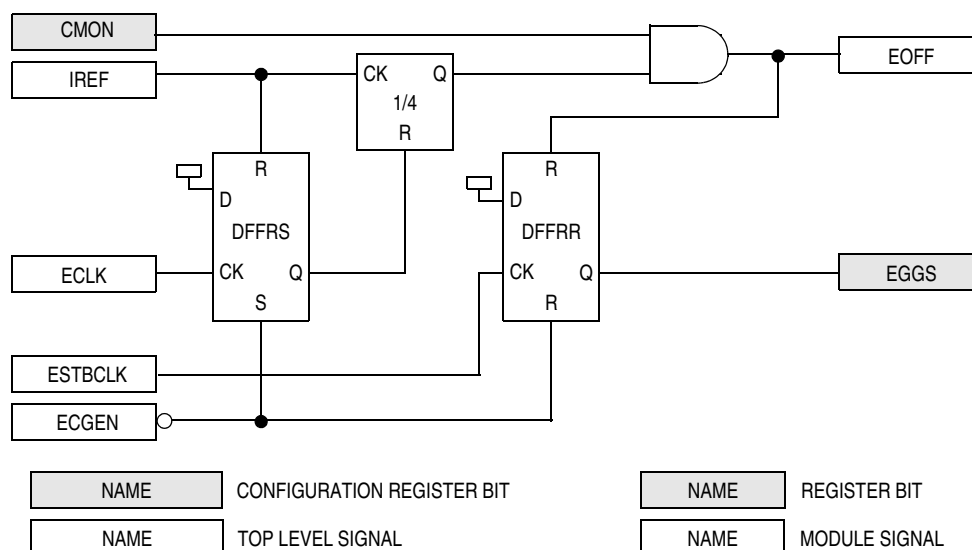 CMON
EOFF
IREF
CK Q
1/4
R
R
D
DFFRS
CK Q
S
R
D
DFFRR
CK Q
R
ECLK
EGGS
ESTBCLK
ECGEN
NAME CONFIGURATION REGISTER BIT
NAME REGISTER BIT
NAME TOP LEVEL SIGNAL
NAME MODULE SIGNAL